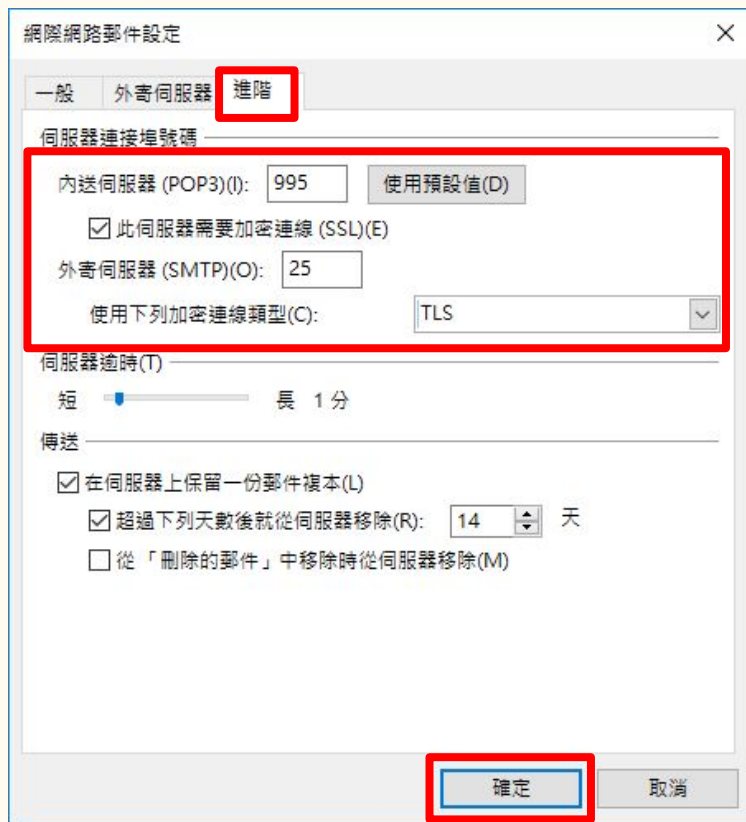 網際網路郵件設定
一般 外寄伺服器 進階
伺服器連接埠號碼
內送伺服器 (POP3)(I): 995 使用預設值(D)
此伺服器需要加密連線 (SSL)(E)
外寄伺服器 (SMTP)(O): 25
使用下列加密連線類型(C): TLS
伺服器逾時(T)
短 長 1 分
傳送
在伺服器上保留一份郵件複本(L)
超過下列天數後就從伺服器移除(R): 14 天
從「刪除的郵件」中移除時從伺服器移除(M)
確定 取消